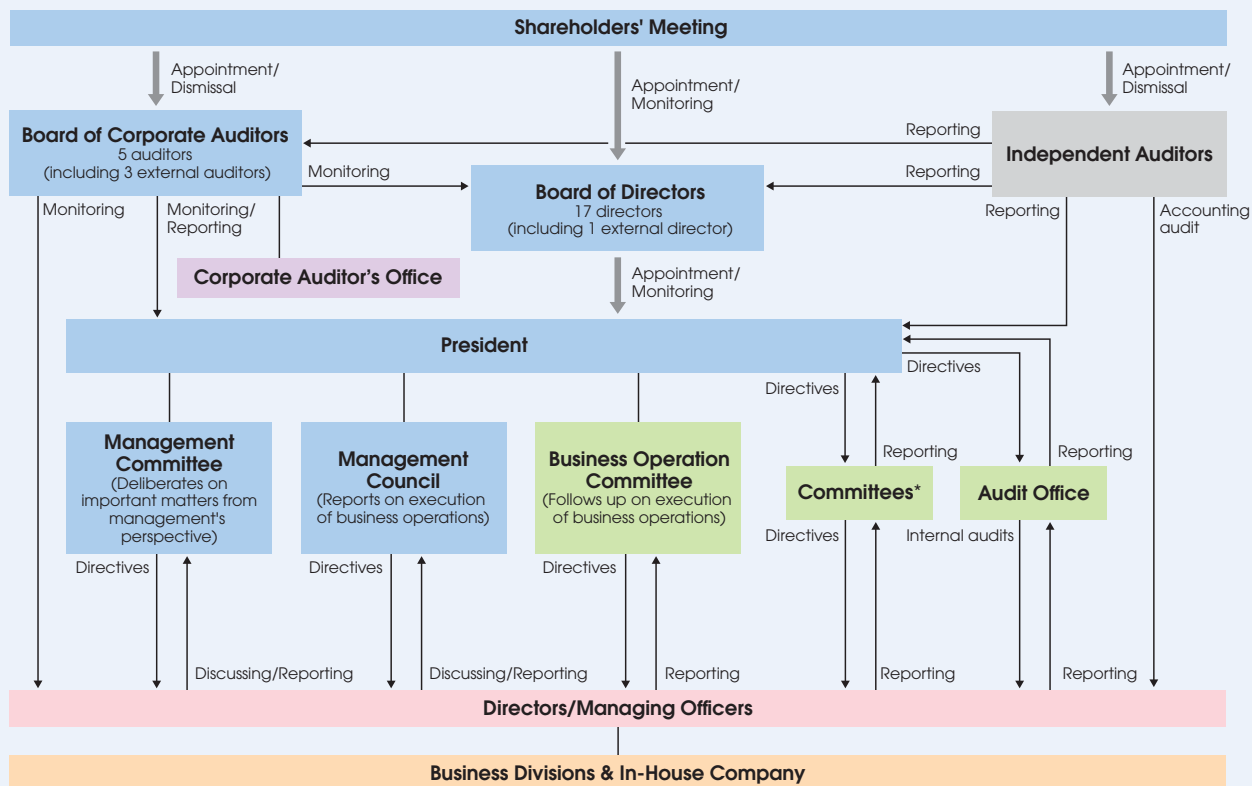 Shareholders' Meeting
Appointment/
Dismissal
Appointment/
Monitoring
Appointment/
Dismissal
Board of Corporate Auditors
5 auditors
(including 3 external auditors)
Reporting
Independent Auditors
Monitoring
Reporting
Board of Directors
17 directors
(including 1 external director)
Monitoring
Monitoring/
Reporting
Reporting
Accounting
audit
Corporate Auditor's Office
Appointment/
Monitoring
President
Directives
Directives
Management
Committee
(Deliberates on
important matters from
management's
perspective)
Management
Council
(Reports on execution
of business operations)
Business Operation
Committee
(Follows up on execution
of business operations)
Reporting
Reporting
Committees*
Audit Office
Directives
Directives
Directives
Directives
Internal audits
Discussing/Reporting
Discussing/Reporting
Reporting
Reporting
Reporting
Directors/Managing Officers
Business Divisions & In-House Company